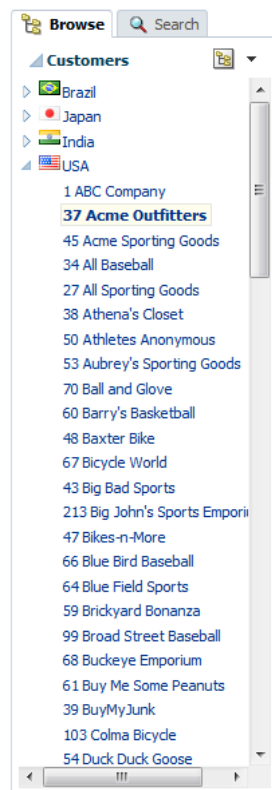 Browse
Search
Customers
Brazil
Japan
India
USA
1 ABC Company
37 Acme Outfitters
45 Acme Sporting Goods
34 All Baseball
27 All Sporting Goods
38 Athena's Closet
50 Athletes Anonymous
53 Aubrey's Sporting Goods
70 Ball and Glove
60 Barry's Basketball
48 Baxter Bike
67 Bicycle World
43 Big Bad Sports
213 Big John's Sports Empori
47 Bikes-n-More
66 Blue Bird Baseball
64 Blue Field Sports
59 Brickyard Bonanza
99 Broad Street Baseball
68 Buckeye Emporium
61 Buy Me Some Peanuts
39 BuyMyJunk
103 Colma Bicycle
54 Duck Duck Goose